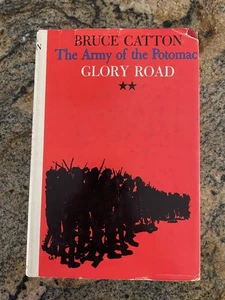 BRUCE CATTON
The Army of the Potomac
GLORY ROAD
★★
N